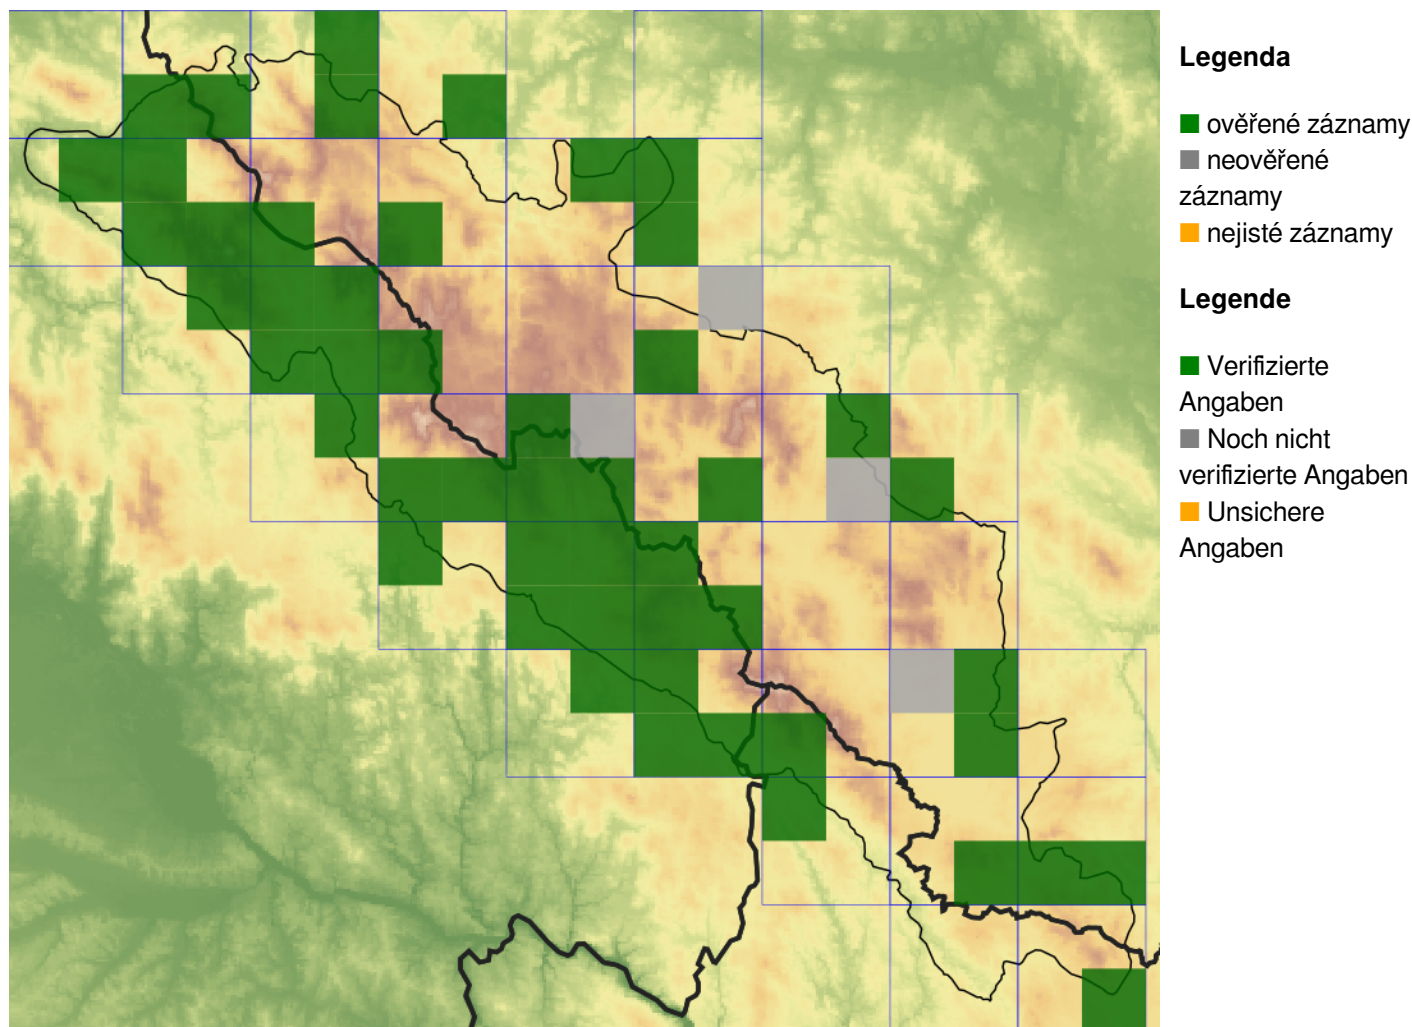 Legenda
ověřené záznamy
neověřené
záznamy
nejisté záznamy
Legende
Verifizierte
Angaben
Noch nicht
verifizierte Angaben
Unsichere
Angaben